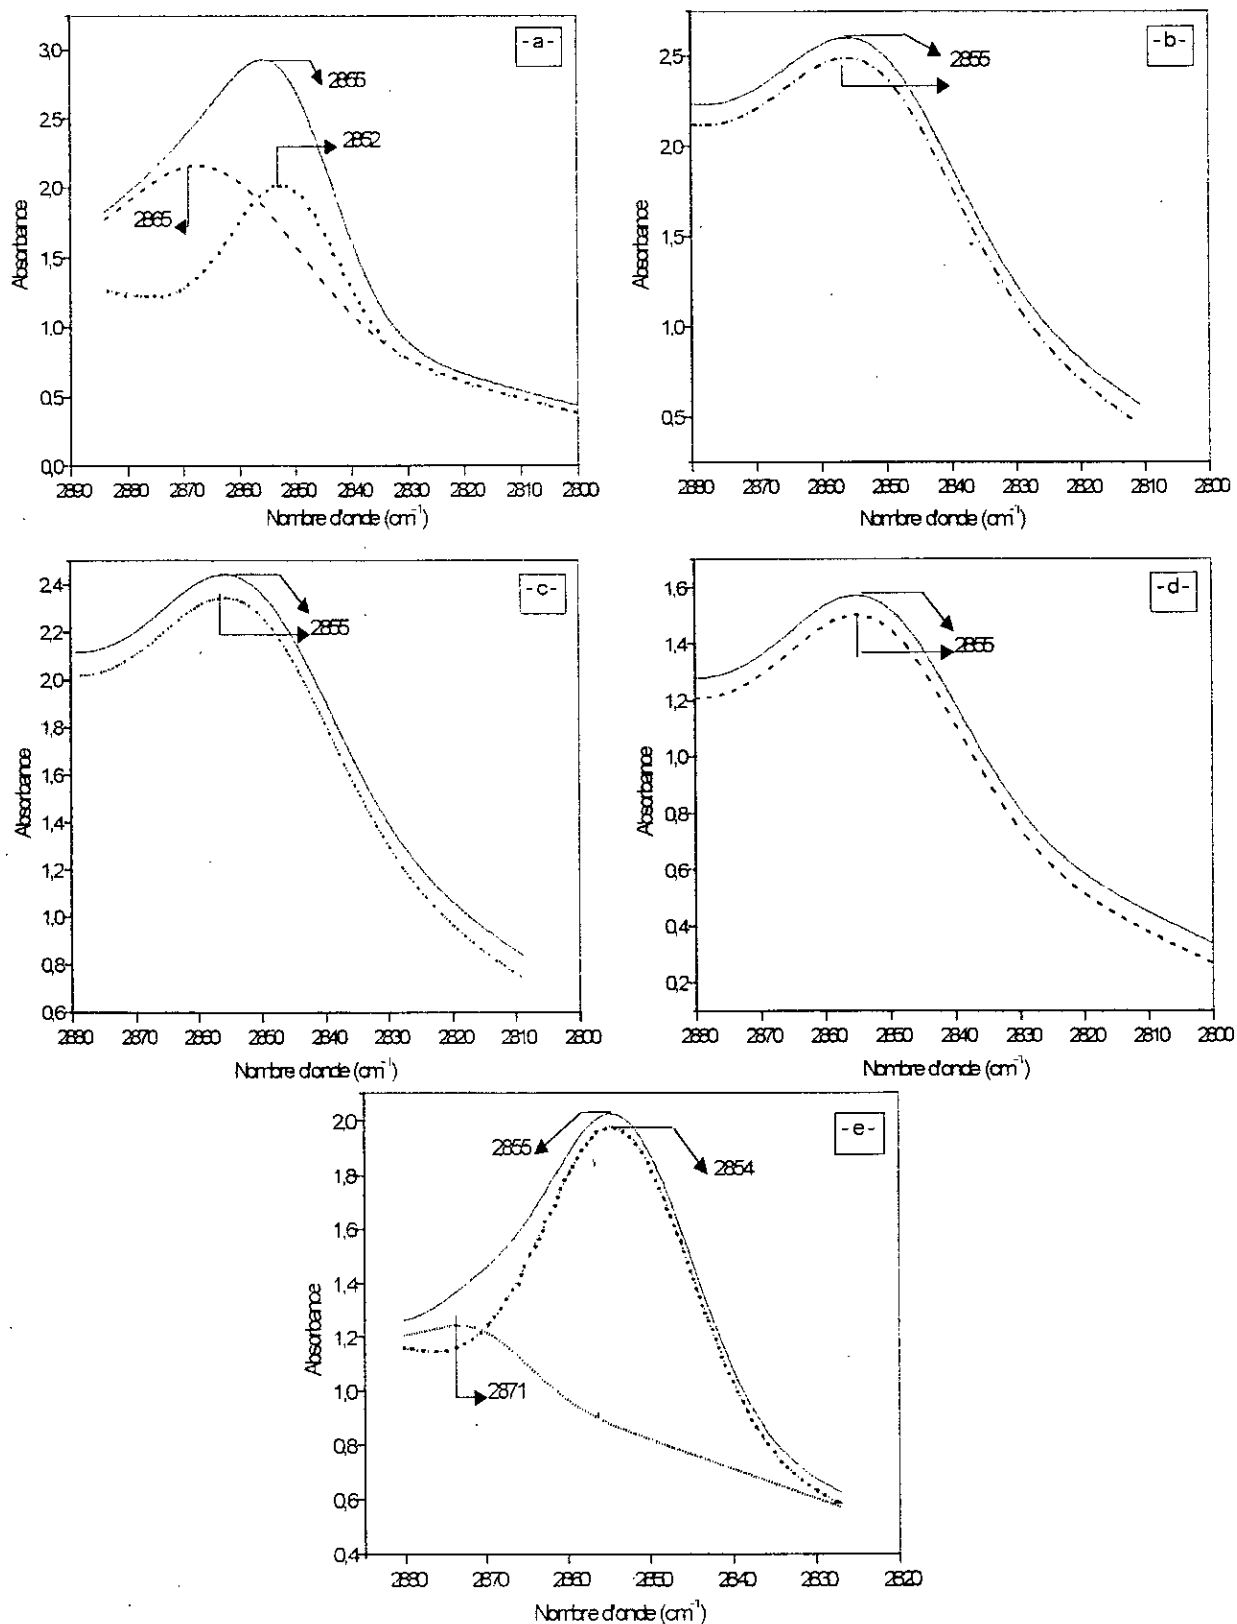 -a-
3,0
2,5
2,0
1,5
1,0
0,5
0,0
2855
2852
2865
Absorbance
2890 2880 2870 2860 2850 2840 2830 2820 2810 2800
Nombre d'onde (cm⁻¹)
-b-
2,5
2,0
1,5
1,0
0,5
2855
Absorbance
2880 2870 2860 2850 2840 2830 2820 2810 2800
Nombre d'onde (cm⁻¹)
-c-
2,4
2,2
2,0
1,8
1,6
1,4
1,2
1,0
0,8
0,6
2855
Absorbance
2880 2870 2860 2850 2840 2830 2820 2810 2800
Nombre d'onde (cm⁻¹)
-d-
1,6
1,4
1,2
1,0
0,8
0,6
0,4
0,2
2855
Absorbance
2880 2870 2860 2850 2840 2830 2820 2810 2800
Nombre d'onde (cm⁻¹)
-e-
2,0
1,8
1,6
1,4
1,2
1,0
0,8
0,6
0,4
2855
2854
2871
Absorbance
2880 2870 2860 2850 2840 2830 2820
Nombre d'onde (cm⁻¹)